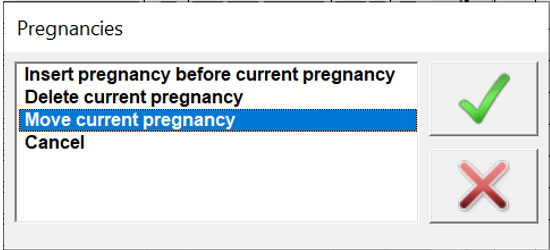 Pregnancies
Insert pregnancy before current pregnancy
Delete current pregnancy
Move current pregnancy
Cancel